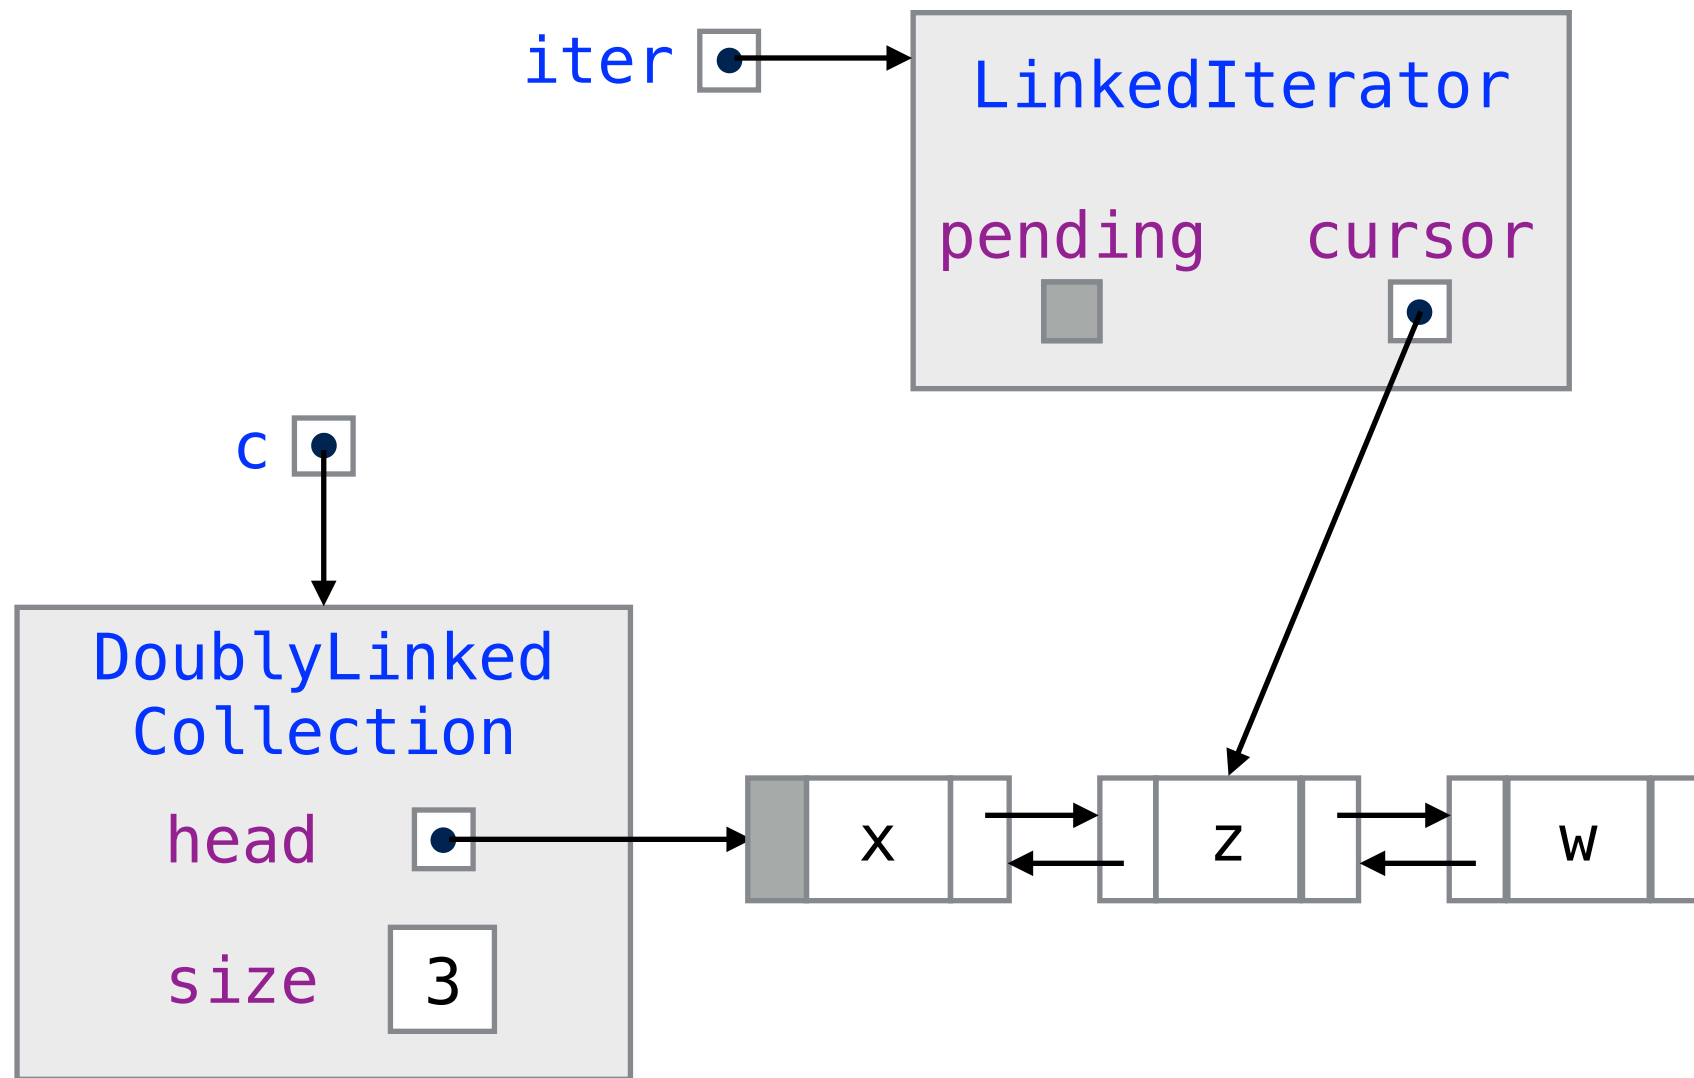 iter
LinkedIterator
pending cursor
c
DoublyLinked
Collection
head
x z w
size 3